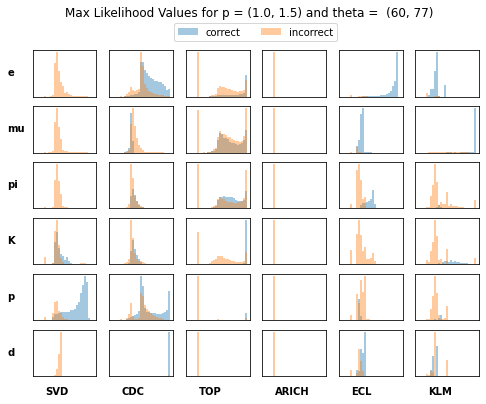 Max Likelihood Values for p = (1.0, 1.5) and theta =  (60, 77)
correct incorrect
e
mu
pi
K
p
d
SVD CDC TOP ARICH ECL KLM